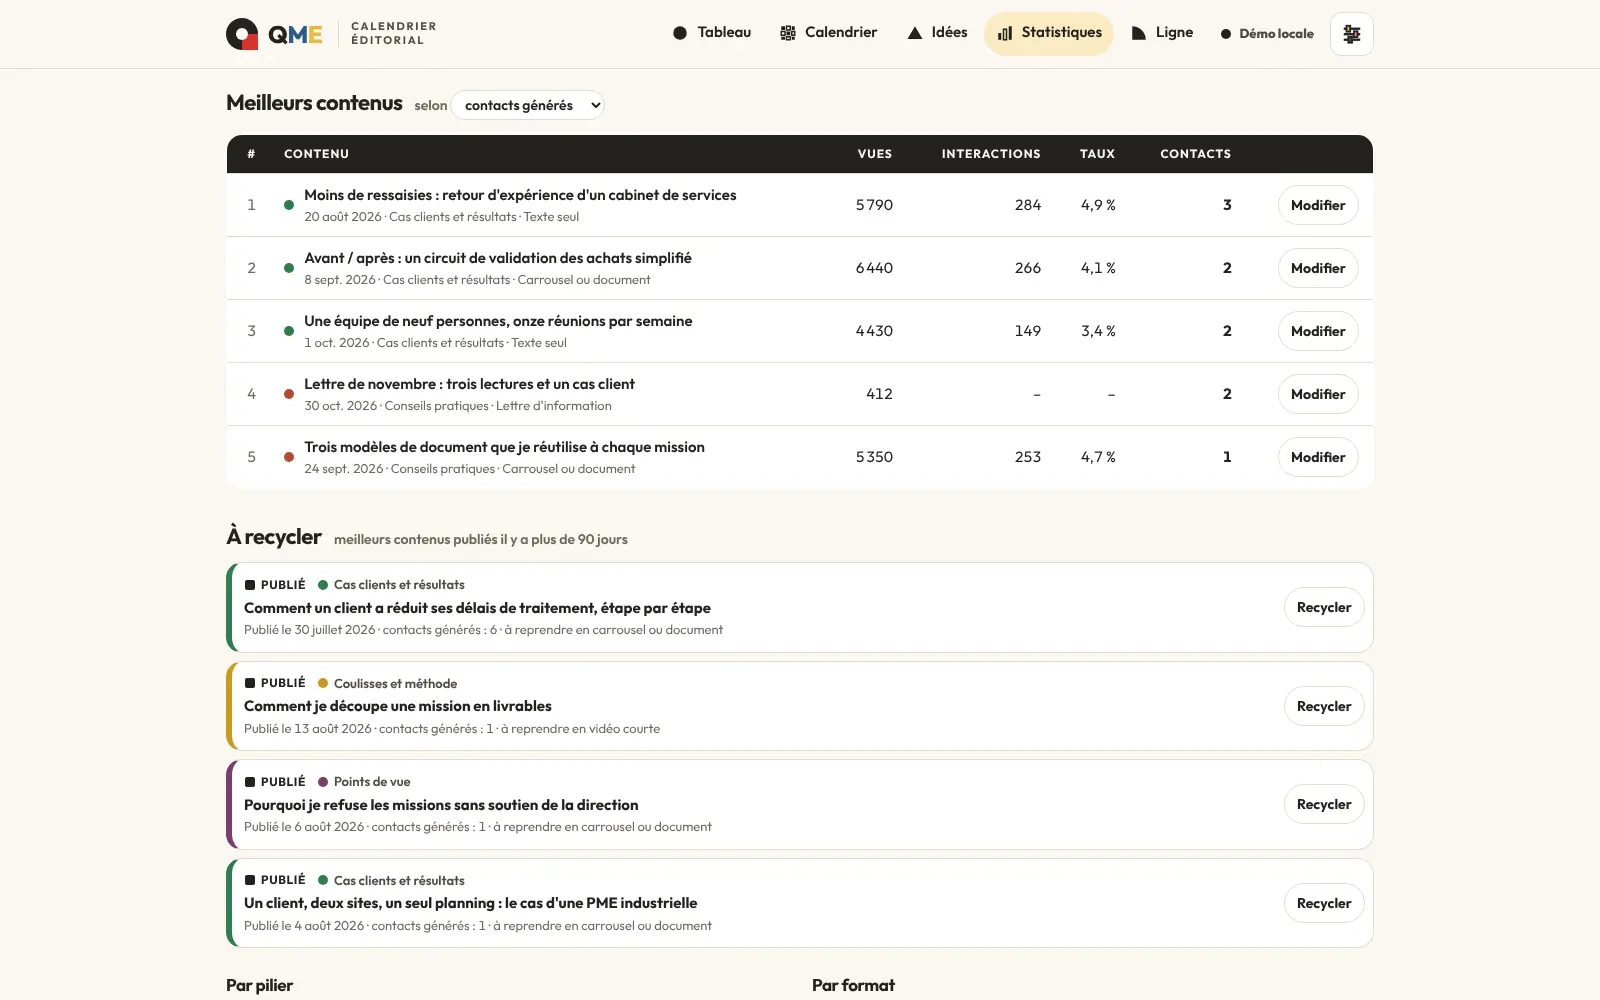 QME
CALENDRIER
ÉDITORIAL
Tableau
Calendrier
Idées
Statistiques
Ligne
Démo locale
Meilleurs contenus selon contacts générés
# CONTENU VUES INTERACTIONS TAUX CONTACTS
1 Moins de ressaisies : retour d'expérience d'un cabinet de services 5 790 284 4,9 % 3 Modifier
20 août 2026 · Cas clients et résultats · Texte seul
2 Avant / après : un circuit de validation des achats simplifié 6 440 266 4,1 % 2 Modifier
8 sept. 2026 · Cas clients et résultats · Carrousel ou document
3 Une équipe de neuf personnes, onze réunions par semaine 4 430 149 3,4 % 2 Modifier
1 oct. 2026 · Cas clients et résultats · Texte seul
4 Lettre de novembre : trois lectures et un cas client 412 – – 2 Modifier
30 oct. 2026 · Conseils pratiques · Lettre d'information
5 Trois modèles de document que je réutilise à chaque mission 5 350 253 4,7 % 1 Modifier
24 sept. 2026 · Conseils pratiques · Carrousel ou document
À recycler meilleurs contenus publiés il y a plus de 90 jours
PUBLIÉ Cas clients et résultats
Comment un client a réduit ses délais de traitement, étape par étape
Publié le 30 juillet 2026 · contacts générés : 6 · à reprendre en carrousel ou document
Recycler
PUBLIÉ Coulisses et méthode
Comment je découpe une mission en livrables
Publié le 13 août 2026 · contacts générés : 1 · à reprendre en vidéo courte
Recycler
PUBLIÉ Points de vue
Pourquoi je refuse les missions sans soutien de la direction
Publié le 6 août 2026 · contacts générés : 1 · à reprendre en carrousel ou document
Recycler
PUBLIÉ Cas clients et résultats
Un client, deux sites, un seul planning : le cas d'une PME industrielle
Publié le 4 août 2026 · contacts générés : 1 · à reprendre en carrousel ou document
Recycler
Par pilier
Par format